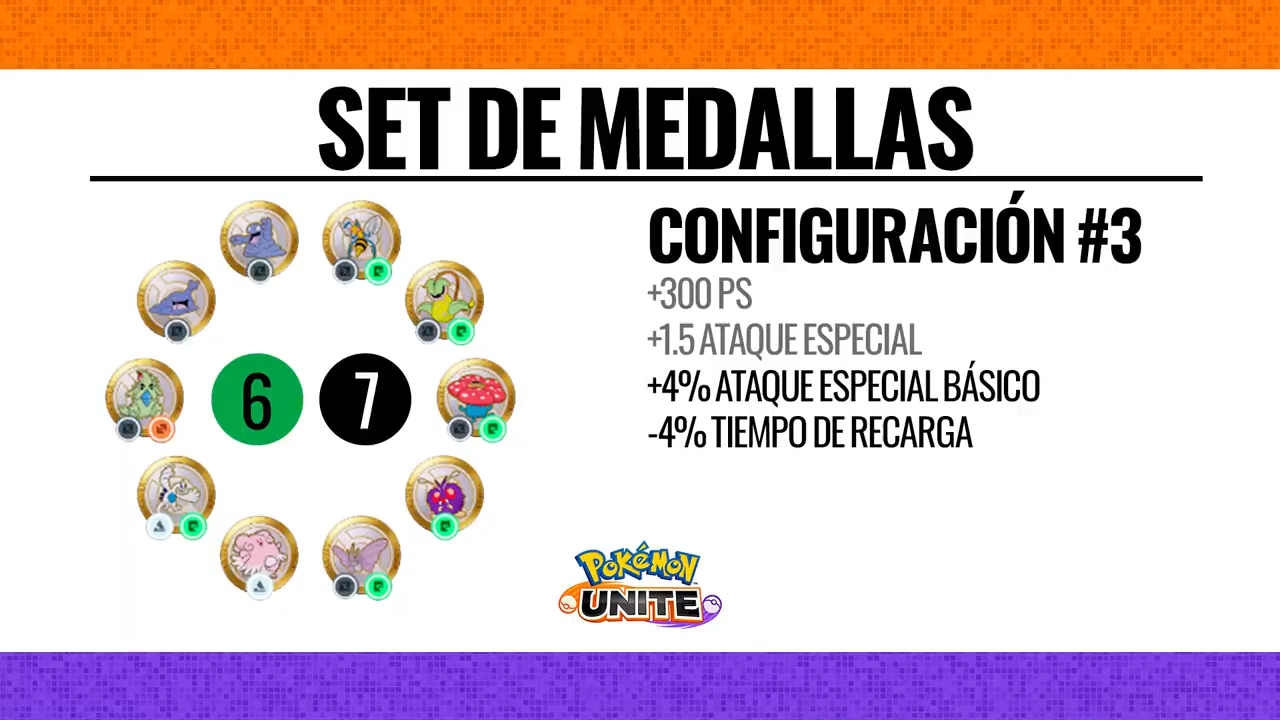 SET DE MEDALLAS
CONFIGURACIÓN #3
+300 PS
+1.5 ATAQUE ESPECIAL
+4% ATAQUE ESPECIAL BÁSICO
-4% TIEMPO DE RECARGA
6 7
POKéMON
UNITE